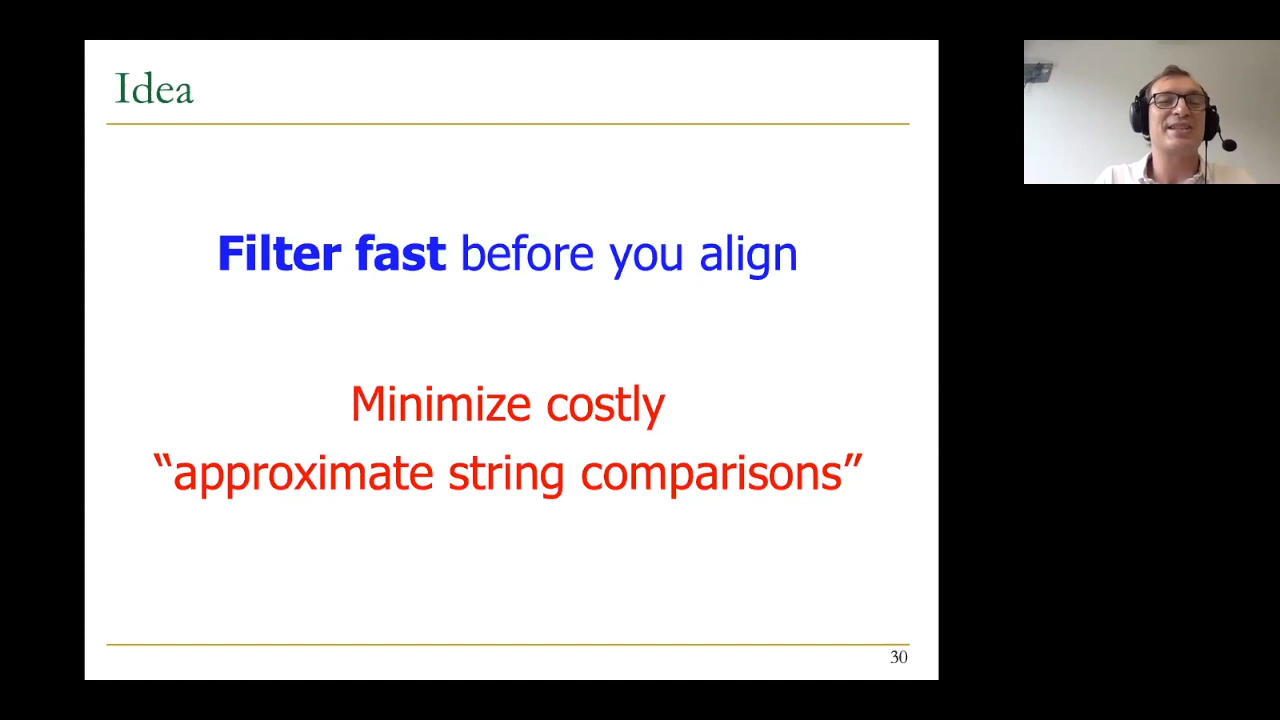 Idea
Filter fast before you align
Minimize costly
“approximate string comparisons”
30